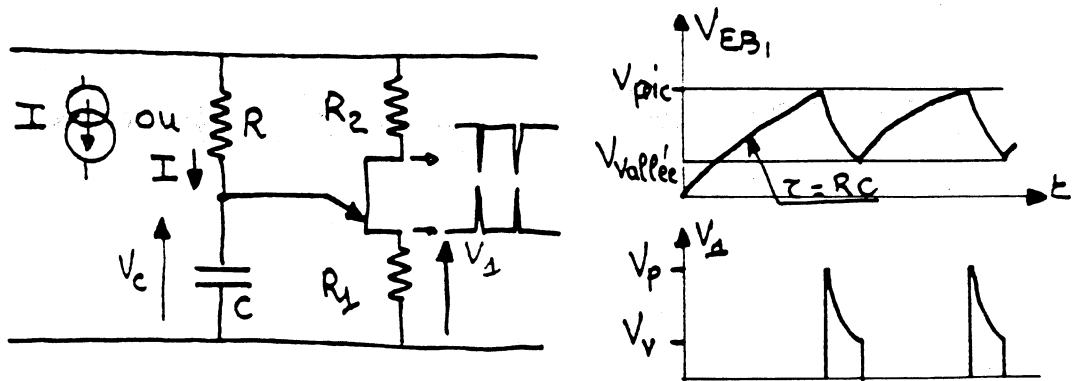 I
ou
R
R2
I
Vc
C
R1
V1
VEB1
Vpic
Vvallée
τ = RC
t
V1
Vp
Vv